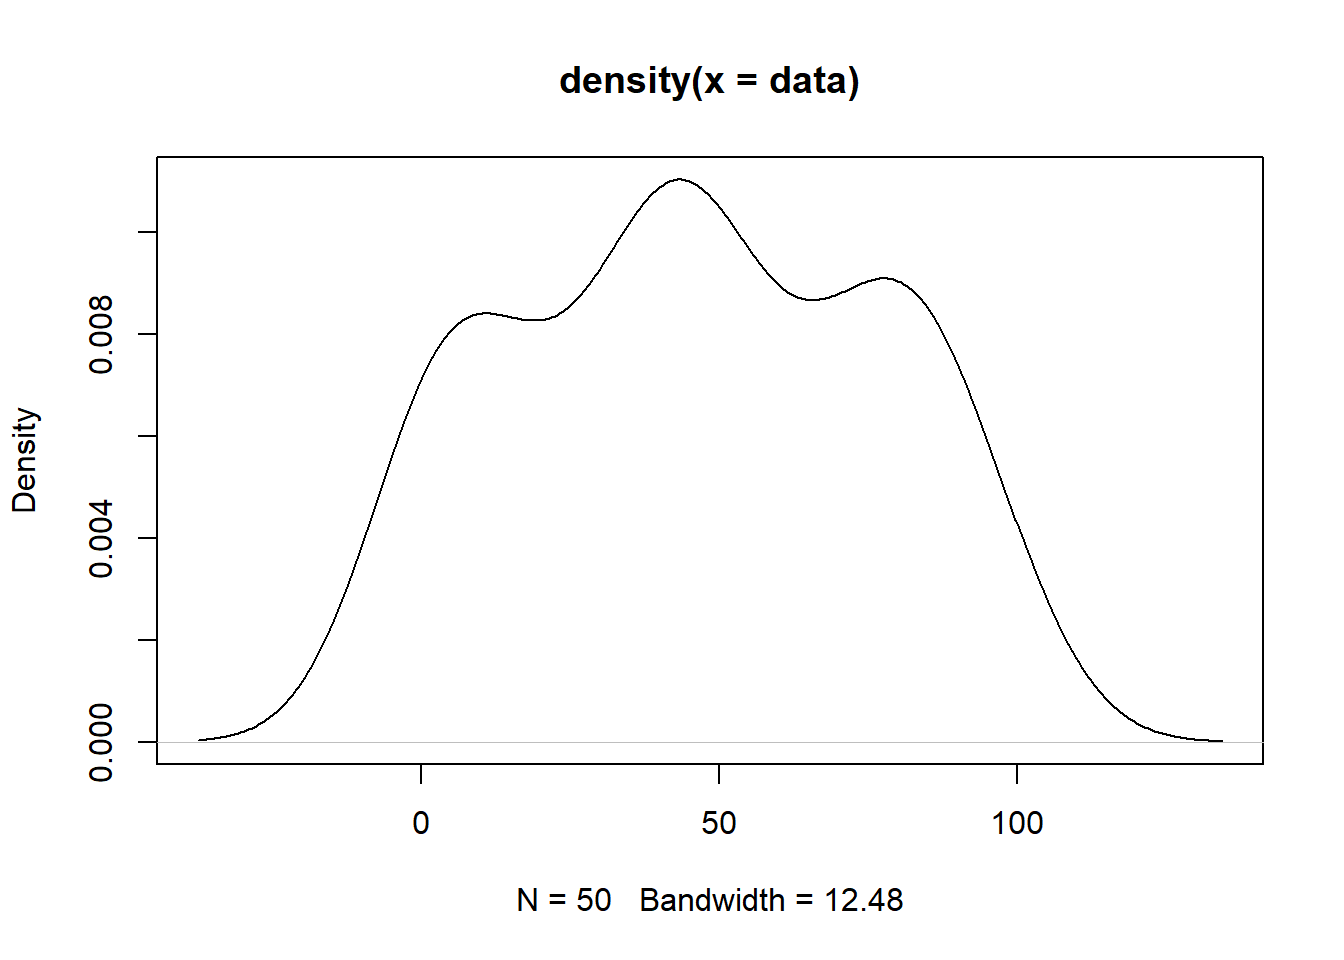 density(x = data)
Density
0.008
0.004
0.000
0 50 100
N = 50 Bandwidth = 12.48